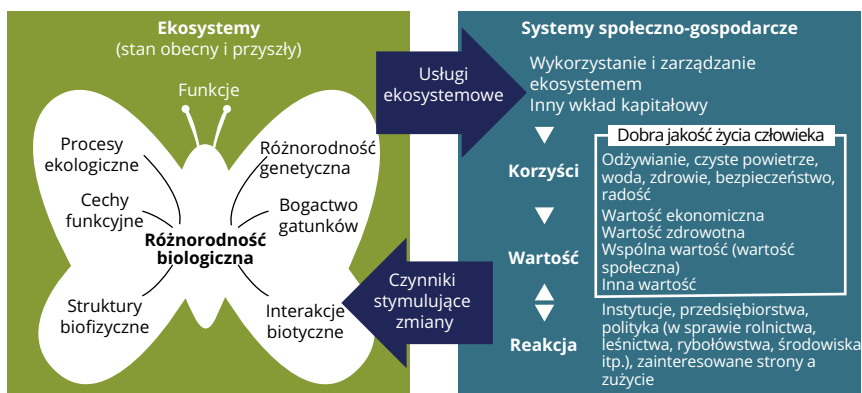 Ekosystemy
(stan obecny i przyszły)
Funkcje
Procesy
ekologiczne
Różnorodność
genetyczna
Cechy
funkcyjne
Bogactwo
gatunków
Różnorodność
biologiczna
Struktury
biofizyczne
Interakcje
biotyczne
Usługi
ekosystemowe
Czynniki
stymulujące
zmiany
Systemy społeczno-gospodarcze
Wykorzystanie i zarządzanie
ekosystemem
Inny wkład kapitałowy
Dobra jakość życia człowieka
Korzyści
Odżywianie, czyste powietrze,
woda, zdrowie, bezpieczeństwo,
radość
Wartość
Wartość ekonomiczna
Wartość zdrowotna
Wspólna wartość (wartość
społeczna)
Inna wartość
Reakcja
Instytucje, przedsiębiorstwa,
polityka (w sprawie rolnictwa,
leśnictwa, rybołówstwa, środowiska
itp.), zainteresowane strony a
zużycie